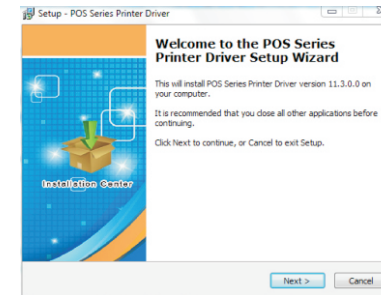 Setup - POS Series Printer Driver
Welcome to the POS Series
Printer Driver Setup Wizard
This will install POS Series Printer Driver version 11.3.0.0 on
your computer.
It is recommended that you close all other applications before
continuing.
Click Next to continue, or Cancel to exit Setup.
Installation Center
Next >
Cancel